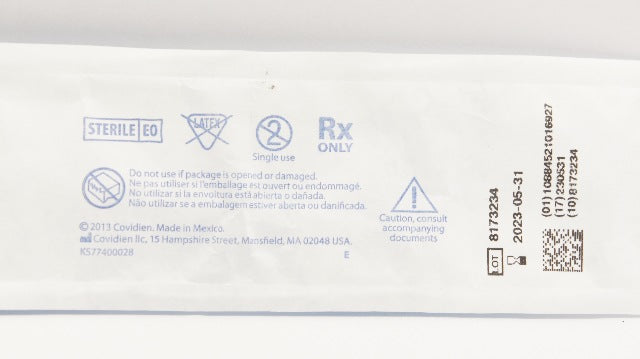 STERILE EO
LATEX
2
Single use
Rx
ONLY
Do not use if package is opened or damaged.
Ne pas utiliser si l'emballage est ouvert ou endommagé.
No utilizar si la envoltura está abierta o dañada.
Não utilizar se a embalagem estiver aberta ou danificada.
Caution, consult
accompanying
documents
© 2013 Covidien. Made in Mexico.
Covidien llc, 15 Hampshire Street, Mansfield, MA 02048 USA.
KS77400028
E
LOT 8173234
2023-05-31
(01)10884521016927
(17)230531
(10)8173234